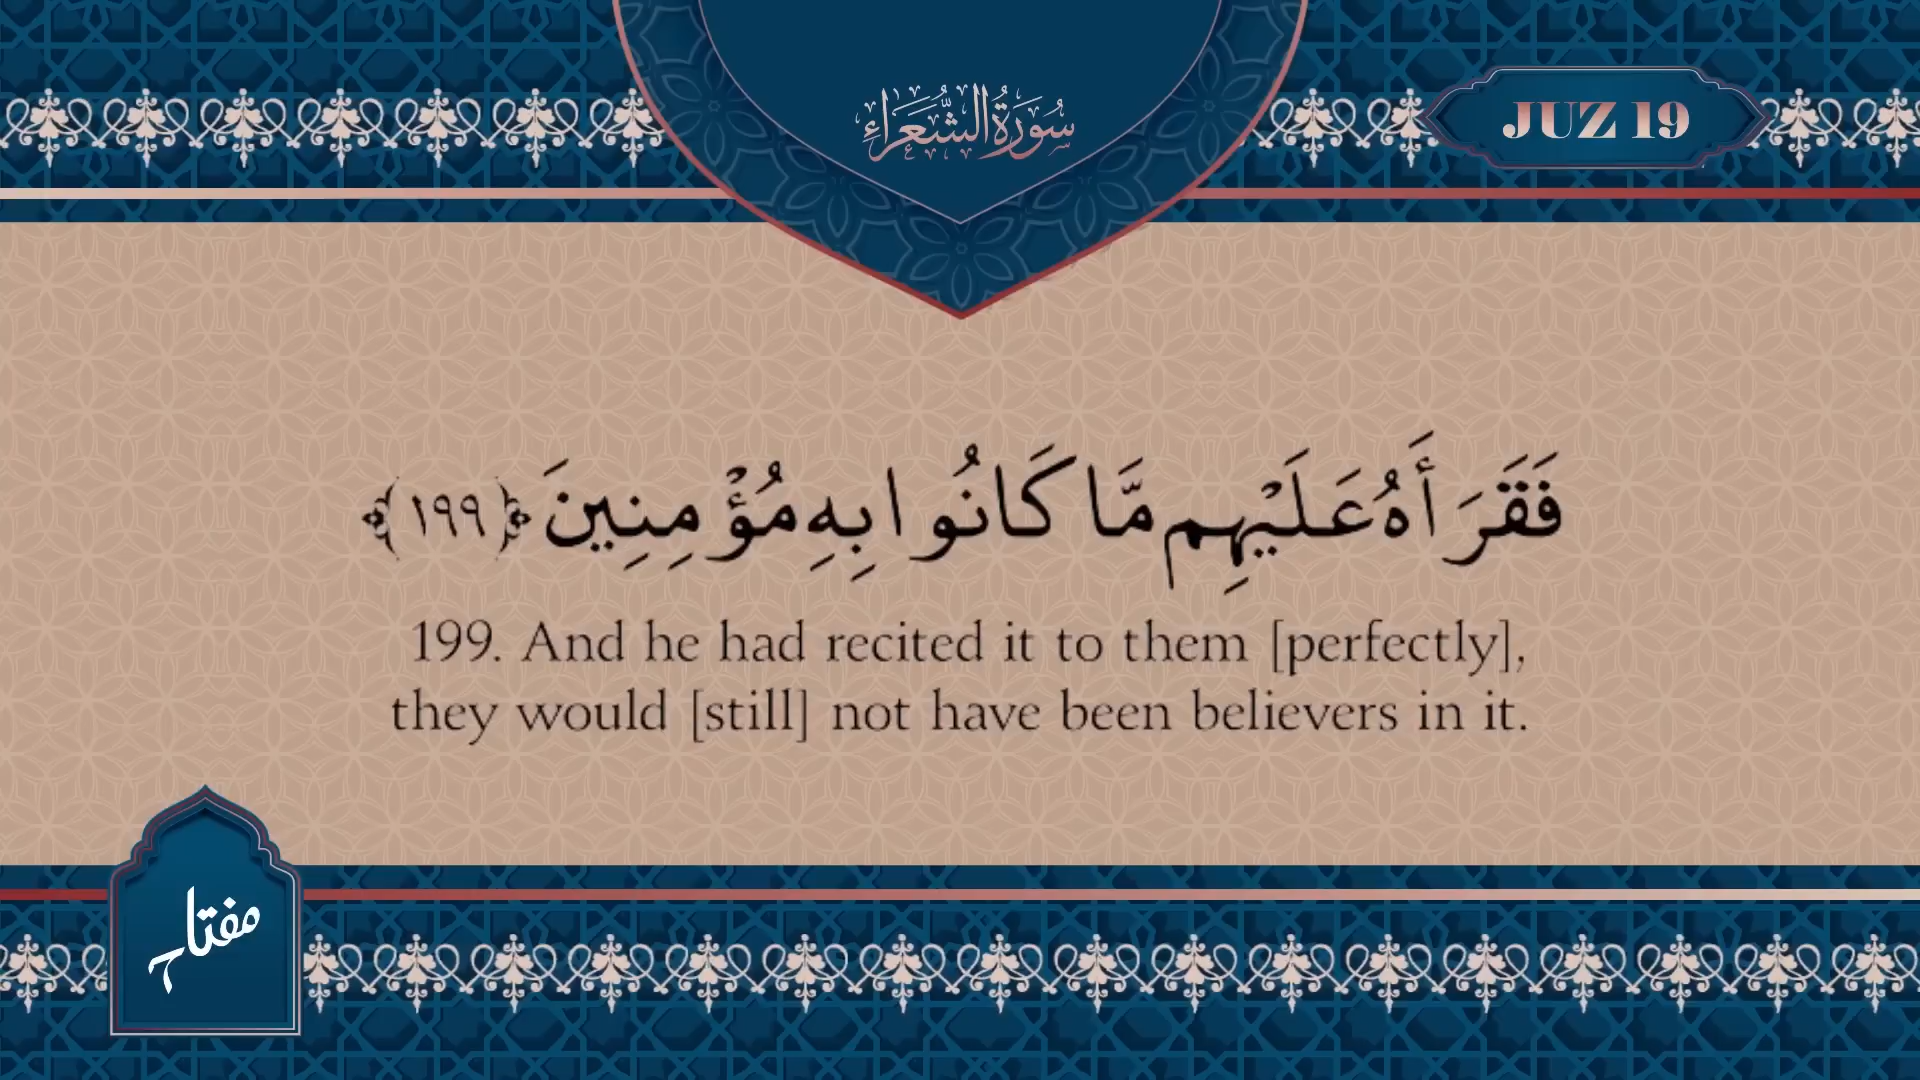 سُورَةُ الشُّعَرَاءِ
JUZ 19
فَقَرَأَهُ عَلَيْهِم مَّا كَانُوا بِهِ مُؤْمِنِينَ ﴿١٩٩﴾
199. And he had recited it to them [perfectly],
they would [still] not have been believers in it.
مفتاح